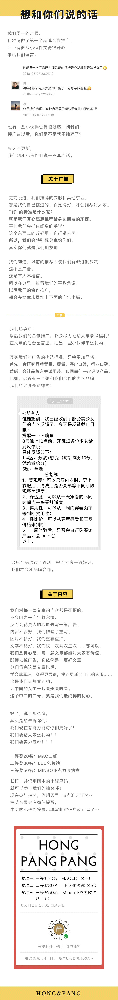 想和你们说的话
我们周一的时候，
和雅萌做了第一个品牌合作推广。
后台有很多小伙伴觉得很开心，
来给我们留言：
这是第一次广告吗？如果是的话好开心洪胖胖开始挣钱了
2018-05-07 23:01:12
候
洪胖都接到这么大牌的广告了，老母亲欣慰脸
2018-05-07 22:56:25
施
终于接广告啦！有种自己养的猪终于会拱白菜的心情
2018-05-07 22:51:18
也有一些小伙伴觉得很疑惑，问我们：
接广告以后，你们是不是就不纯粹了？
今天不更新，
我们想和小伙伴们说一些真心话。
关于广告
之前说过，我们推荐的衣服和其他东西，
都是我们自己挑过的，真觉得好，才会推荐给大家。
“好”的标准是什么呢？
就是我们真心愿意推荐给身边朋友的东西。
平时我们会抓住闺蜜的手说：
这个东西真的超好用！你赶紧去买！
所以，我们会特别想分享给你们，
其实你们就是我们朋友啊。
我们知道，以前的推荐即使我们解释过很多次：
这不是广告。
还是有人不相信。
所以在这里，拍着我们的平胸承诺：
以后我们的合作推广，
都会在文章末尾加上下面的广告小标。
广告
我们也承诺：
以后我们的合作推广，都会尽力地给大家争取福利！
在文章的后台留言里，抽出一些小伙伴来送礼物。
其实我们对广告的挑选标准，只会更加严格。
首先，会研究品牌背景，质量，客户口碑，行业口碑。
然后，会让品牌方寄试用装，和同事们一起评测产品。
比如，最近有一个想和我们合作的内衣品牌，
我们的评测是这样的：
昨天 上午10:13
@所有人
谁能想到，我已经收到了部分美少女
们的内衣反馈了。今天是反馈截止日
哦～
提醒一下～嘻嘻
8号晚上10点前，还麻烦各位少女给
到反馈哦~~
具体反馈如下：
1-4题：分数+感受（每项满分10分，
凭感觉给分）
5题：单选
———分割线————
1、美观度：可以只穿内衣时、穿上
衣服后、清洗后是否变形等不同阶段
观察美观度；
2、舒适度：可以从一天穿着的不同
时间点来感受舒适度；
3、实用性：可以从一周的穿着频率
等判断实用性；
4、性比价：可以从穿着感受和官网
价格来判断：
5、一周体验后，是否会自行购买该
产品：会 or 不会
以上。
最后产品通过了评测，得到大家一致好评，
我们才会和品牌合作。
关于内容
我们对每一篇文章的内容都是死抠的，
不会因为是广告就怠慢。
反而会花更大的心血去写一篇广告。
内容不够好，我们推翻了重写。
图片不够好，我们整套重拍。
文字不够好，我们改一次两次三次……都可以。
我们是真心想，每一篇文章都能对大家有价值，
即使去掉广告，它依然是一篇好文章。
你们看完这篇文章以后，
学会戴耳环，穿得更显瘦，找到更适合自己的衣服……
这是我们最想看到的。
让中国的女生一起变美变时尚。
这个中二的口号，就是我们最纯粹的初心。
好了，说了那么多，
其实是想告诉你们：
我们现在有能力能对你们更好了！
我们要给大家送礼物！！
我们要实力宠粉！！！
一等奖20名：MAC口红
二等奖30名：LED化妆镜
三等奖50名：MINSO亚克力收纳盒
长按，并识别图中的小程序码，
就可以参与我们的抽奖喽！
现在参与抽奖，到明天早上8点准时开奖～
抽奖结果会有微信提醒，
中奖的小伙伴按提示填写邮寄信息就可以了～
HONG
PANG PANG
奖项一：一等奖20名：MAC口红 ×20
奖项二：二等奖30名：LED 化妆镜 ×30
奖项三：三等奖50名：Minso亚克力收纳
盒 ×50
05月10日 08:00 自动开奖
长按识别小程序，参与抽奖
抽奖说明：小伙伴们，明早8点准时开奖哦～
HONG&PANG